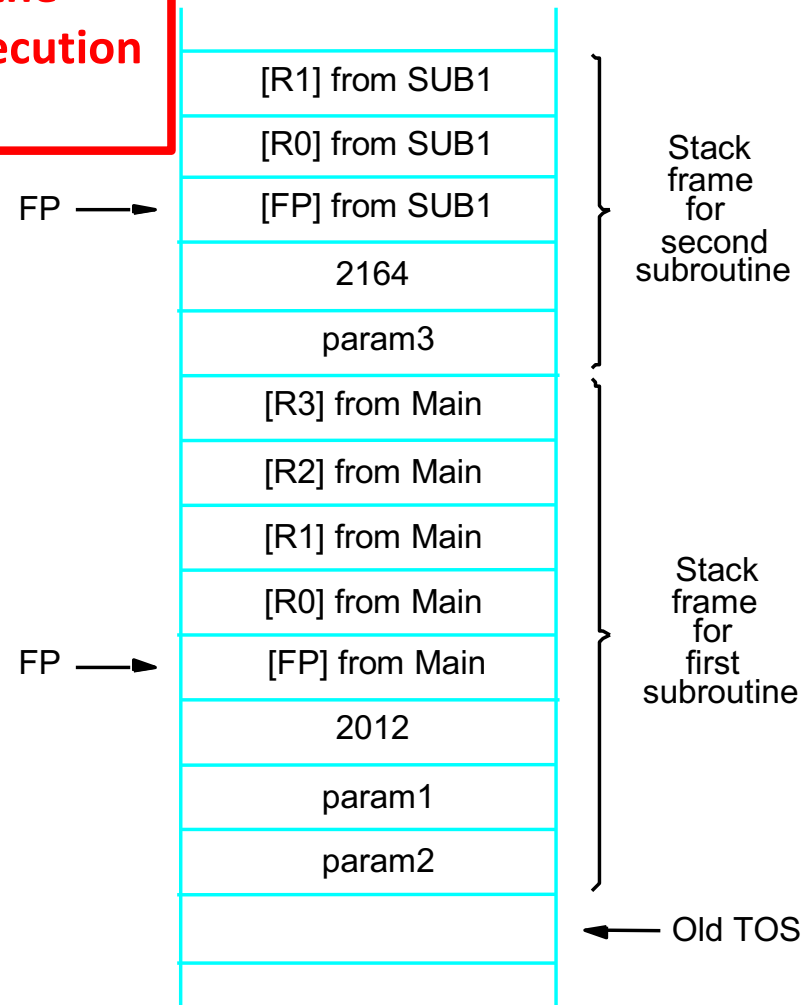 ecution
[R1] from SUB1
[R0] from SUB1
FP
[FP] from SUB1
2164
param3
Stack
frame
for
second
subroutine
[R3] from Main
[R2] from Main
[R1] from Main
[R0] from Main
FP
[FP] from Main
2012
param1
param2
Stack
frame
for
first
subroutine
Old TOS